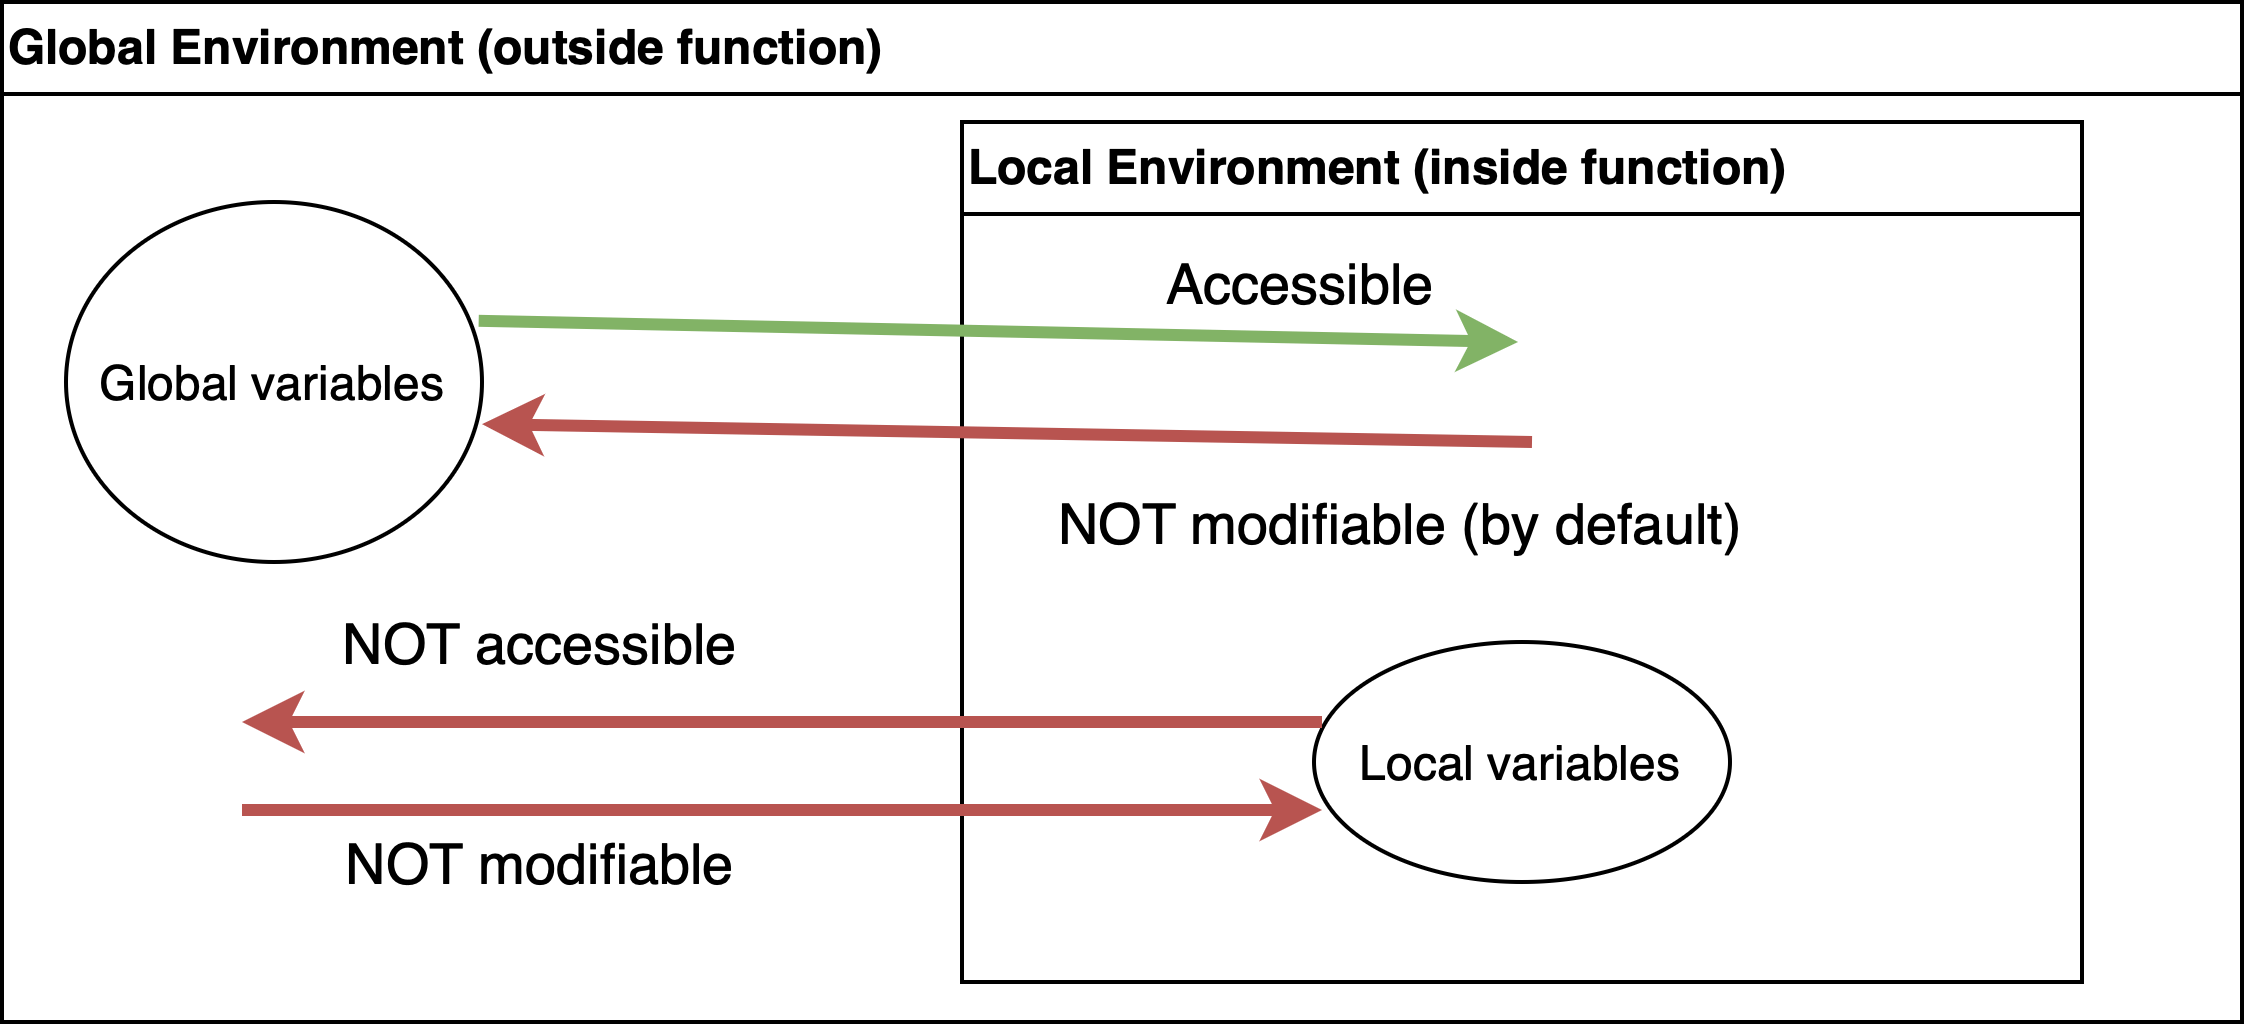 Global Environment (outside function)
Local Environment (inside function)
Accessible
Global variables
NOT modifiable (by default)
NOT accessible
Local variables
NOT modifiable